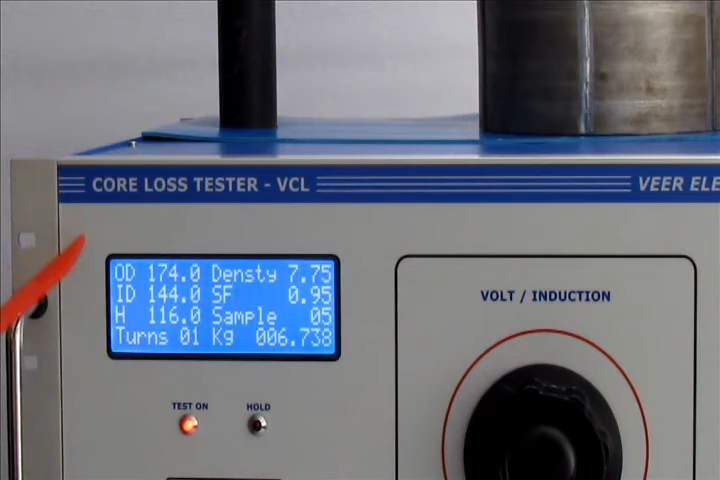 CORE LOSS TESTER - VCL
VEER ELE
OD 174.0 Densty 7.75
ID 144.0 SF 0.95
H 116.0 Sample 05
Turns 01 Kg 006.738
VOLT / INDUCTION
TEST ON
HOLD